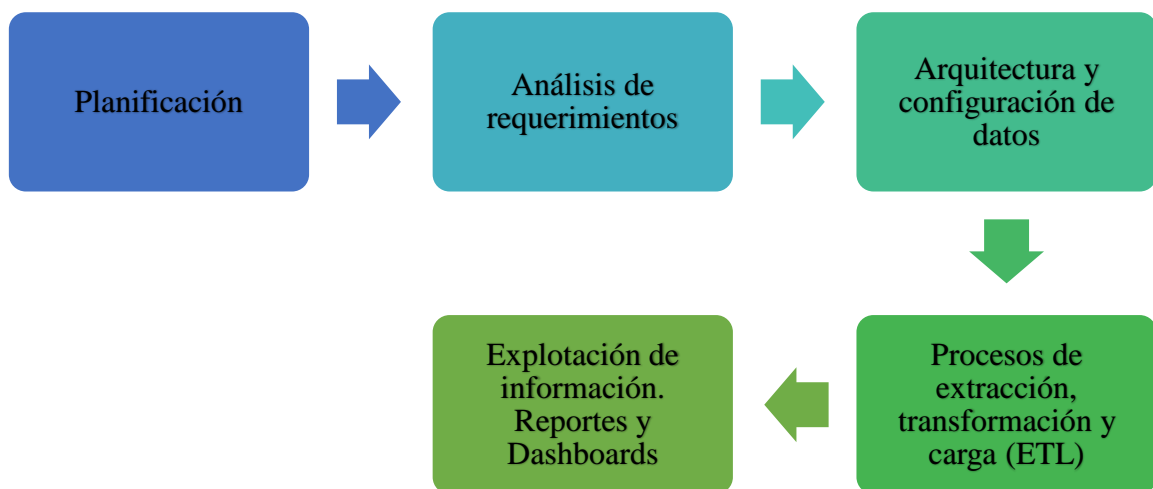 Planificación
Análisis de
requerimientos
Arquitectura y
configuración de
datos
Procesos de
extracción,
transformación y
carga (ETL)
Explotación de
información.
Reportes y
Dashboards